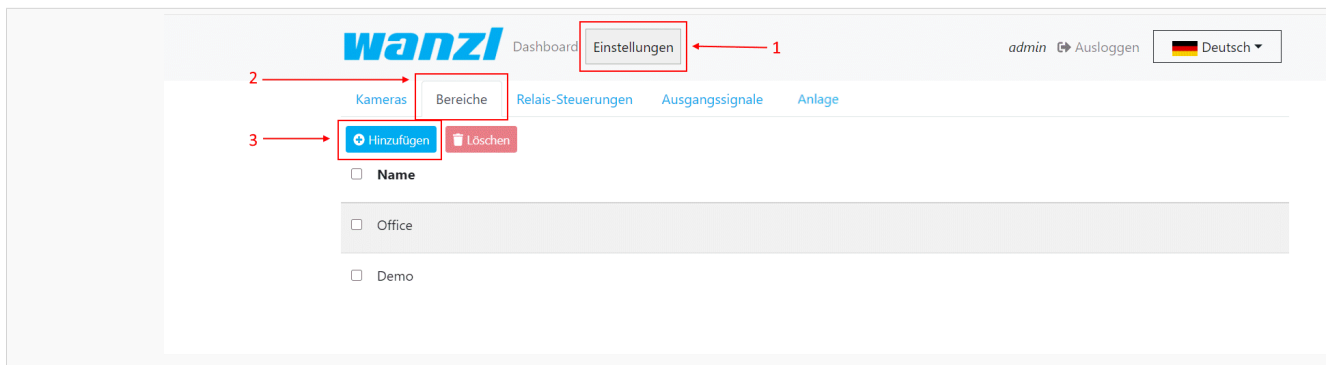 wanzl Dashboard Einstellungen 1 admin Ausloggen Deutsch
2
Kameras Bereiche Relais-Steuerungen Ausgangssignale Anlage
3 Hinzufügen Löschen
Name
Office
Demo